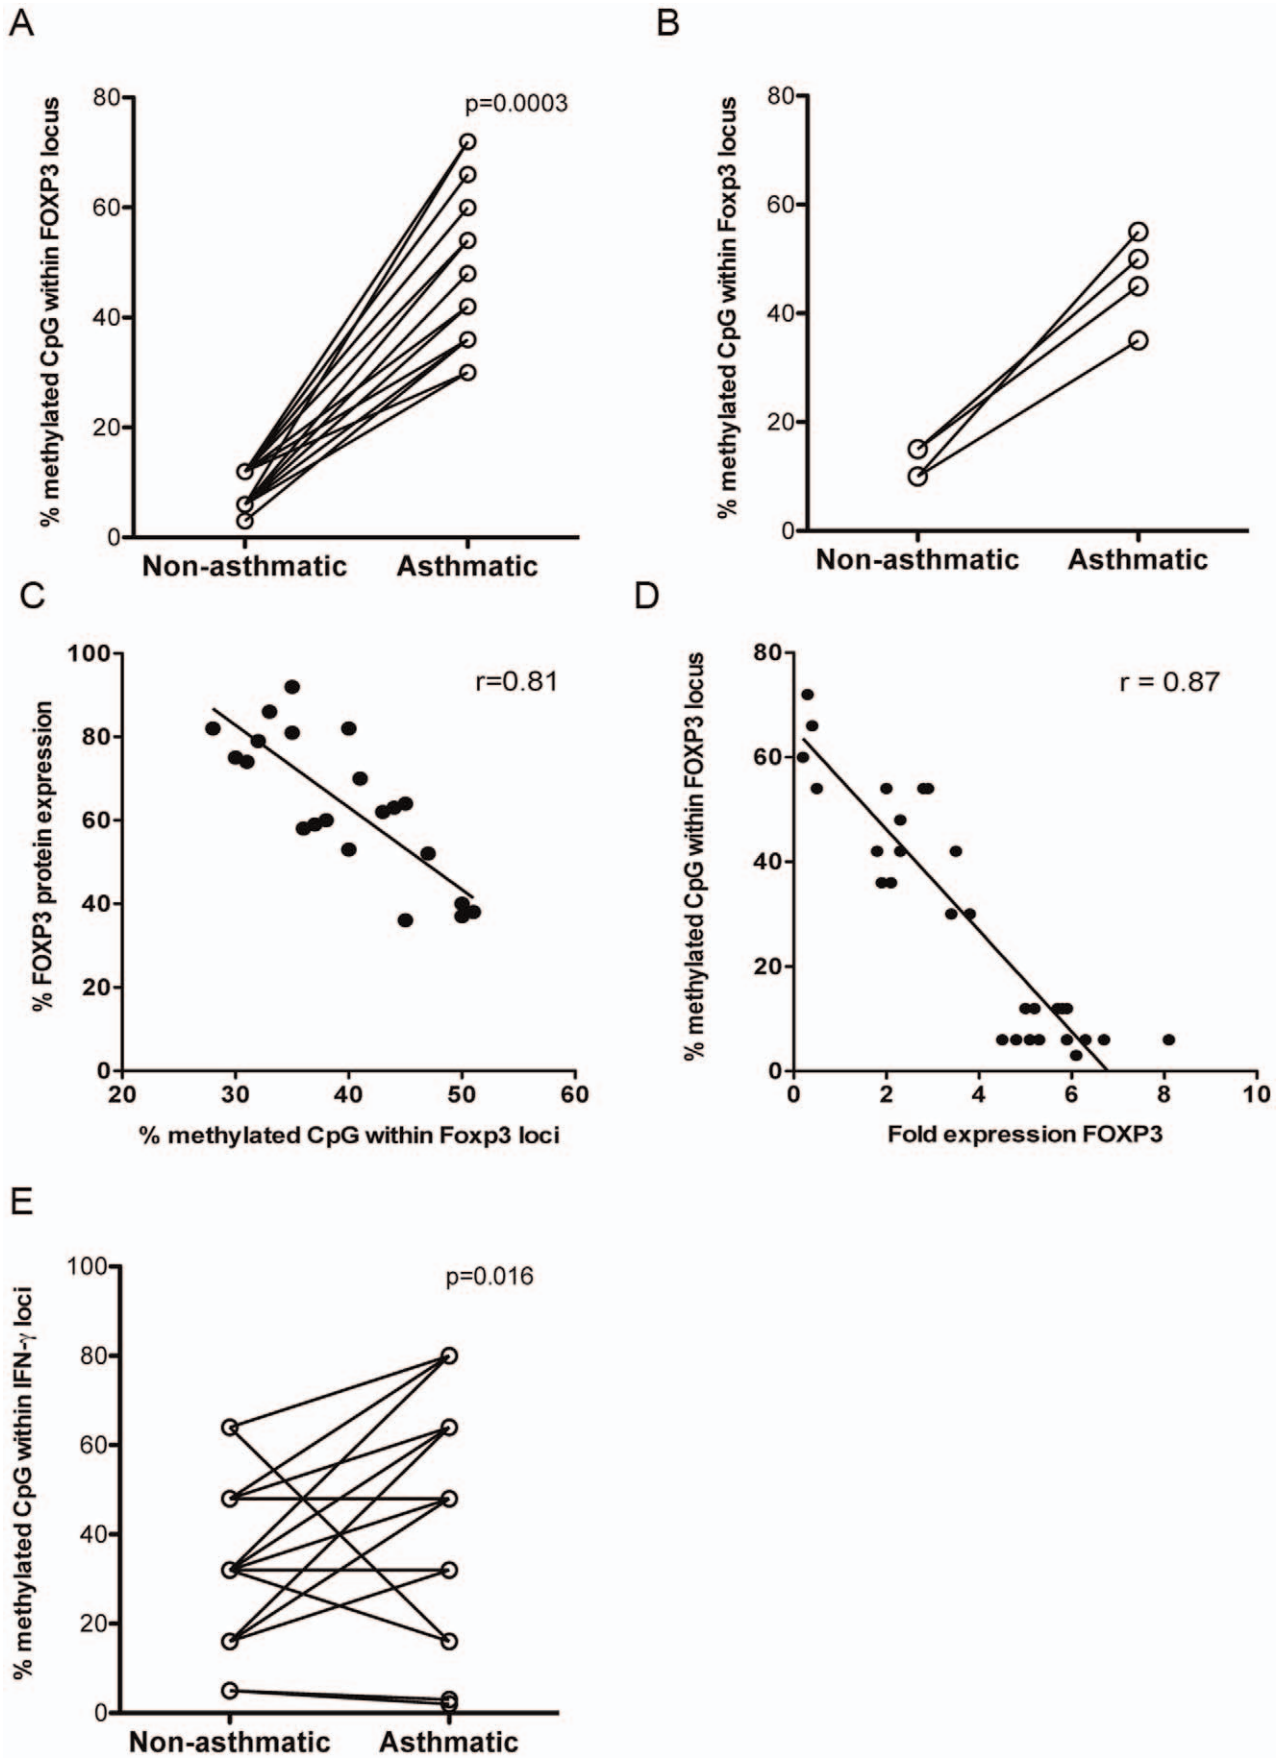 A
% methylated CpG within FOXP3 locus
80
60
40
20
0
p=0.0003
Non-asthmatic Asthmatic
B
% methylated CpG within Foxp3 locus
80
60
40
20
0
Non-asthmatic Asthmatic
C
% FOXP3 protein expression
100
80
60
40
20
0
r=0.81
20 30 40 50 60
% methylated CpG within Foxp3 loci
D
% methylated CpG within FOXP3 locus
80
60
40
20
0
r = 0.87
0 2 4 6 8 10
Fold expression FOXP3
E
% methylated CpG within IFN-γ loci
100
80
60
40
20
0
p=0.016
Non-asthmatic Asthmatic